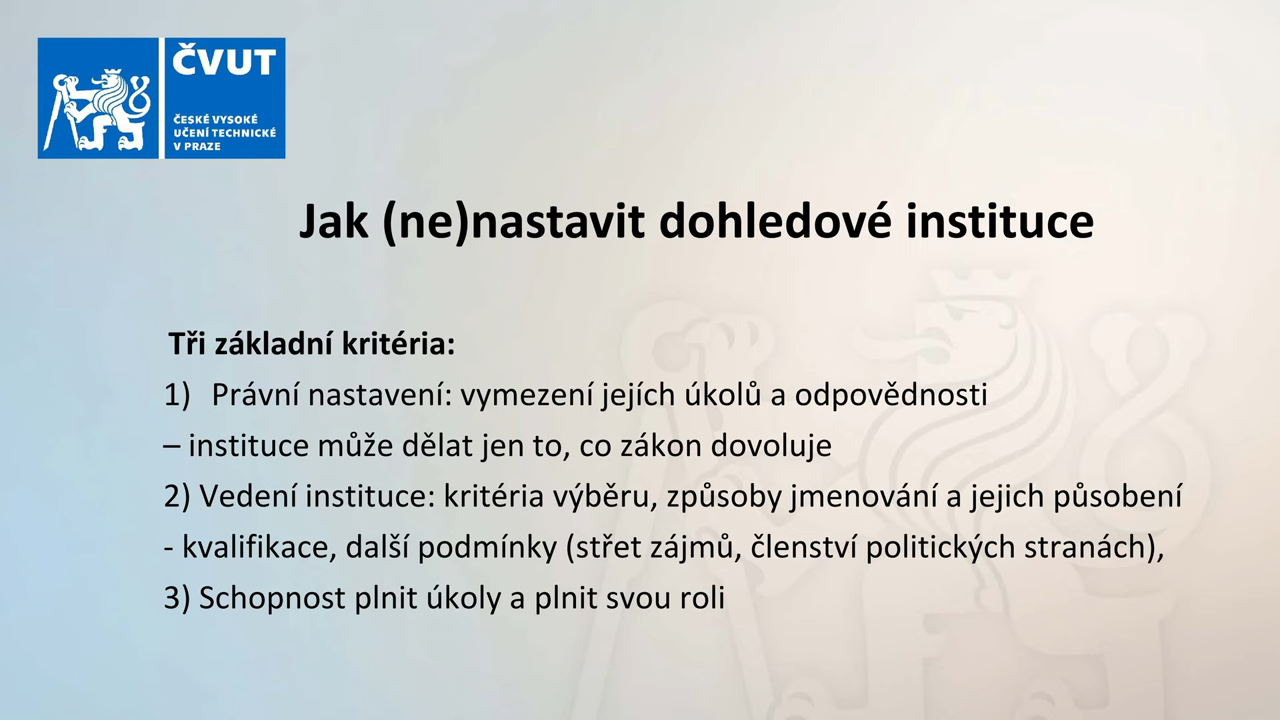 ČVUT
ČESKÉ VYSOKÉ
UČENÍ TECHNICKÉ
V PRAZE
Jak (ne)nastavit dohledové instituce
Tři základní kritéria:
1) Právní nastavení: vymezení jejích úkolů a odpovědnosti
– instituce může dělat jen to, co zákon dovoluje
2) Vedení instituce: kritéria výběru, způsoby jmenování a jejich působení
- kvalifikace, další podmínky (střet zájmů, členství politických stranách),
3) Schopnost plnit úkoly a plnit svou roli